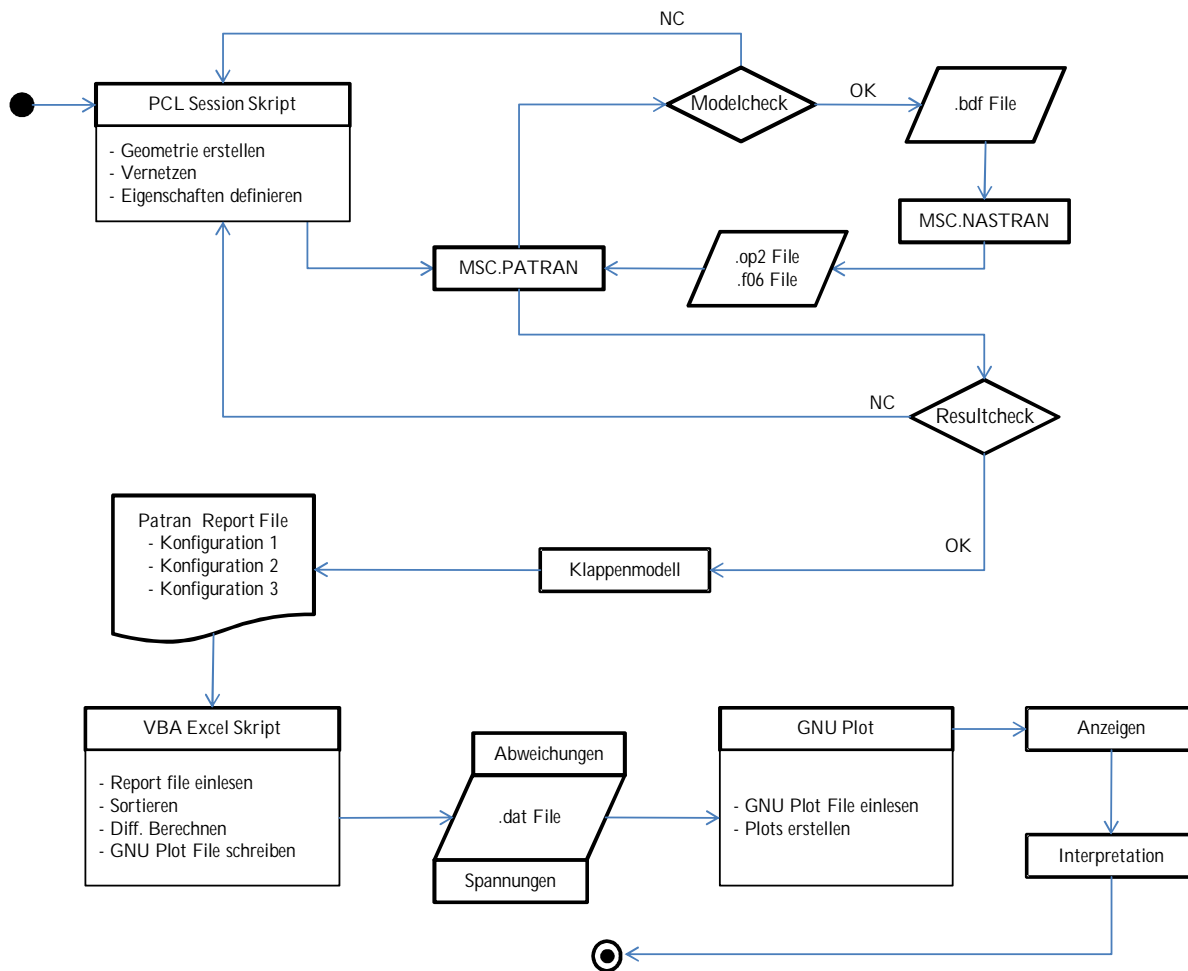 NC
PCL Session Skript
- Geometrie erstellen
- Vernetzen
- Eigenschaften definieren
Modelcheck
OK
.bdf File
MSC.NASTRAN
MSC.PATRAN
.op2 File
.f06 File
NC
Resultcheck
OK
Klappenmodell
Patran Report File
- Konfiguration 1
- Konfiguration 2
- Konfiguration 3
VBA Excel Skript
- Report file einlesen
- Sortieren
- Diff. Berechnen
- GNU Plot File schreiben
Abweichungen
.dat File
Spannungen
GNU Plot
- GNU Plot File einlesen
- Plots erstellen
Anzeigen
Interpretation